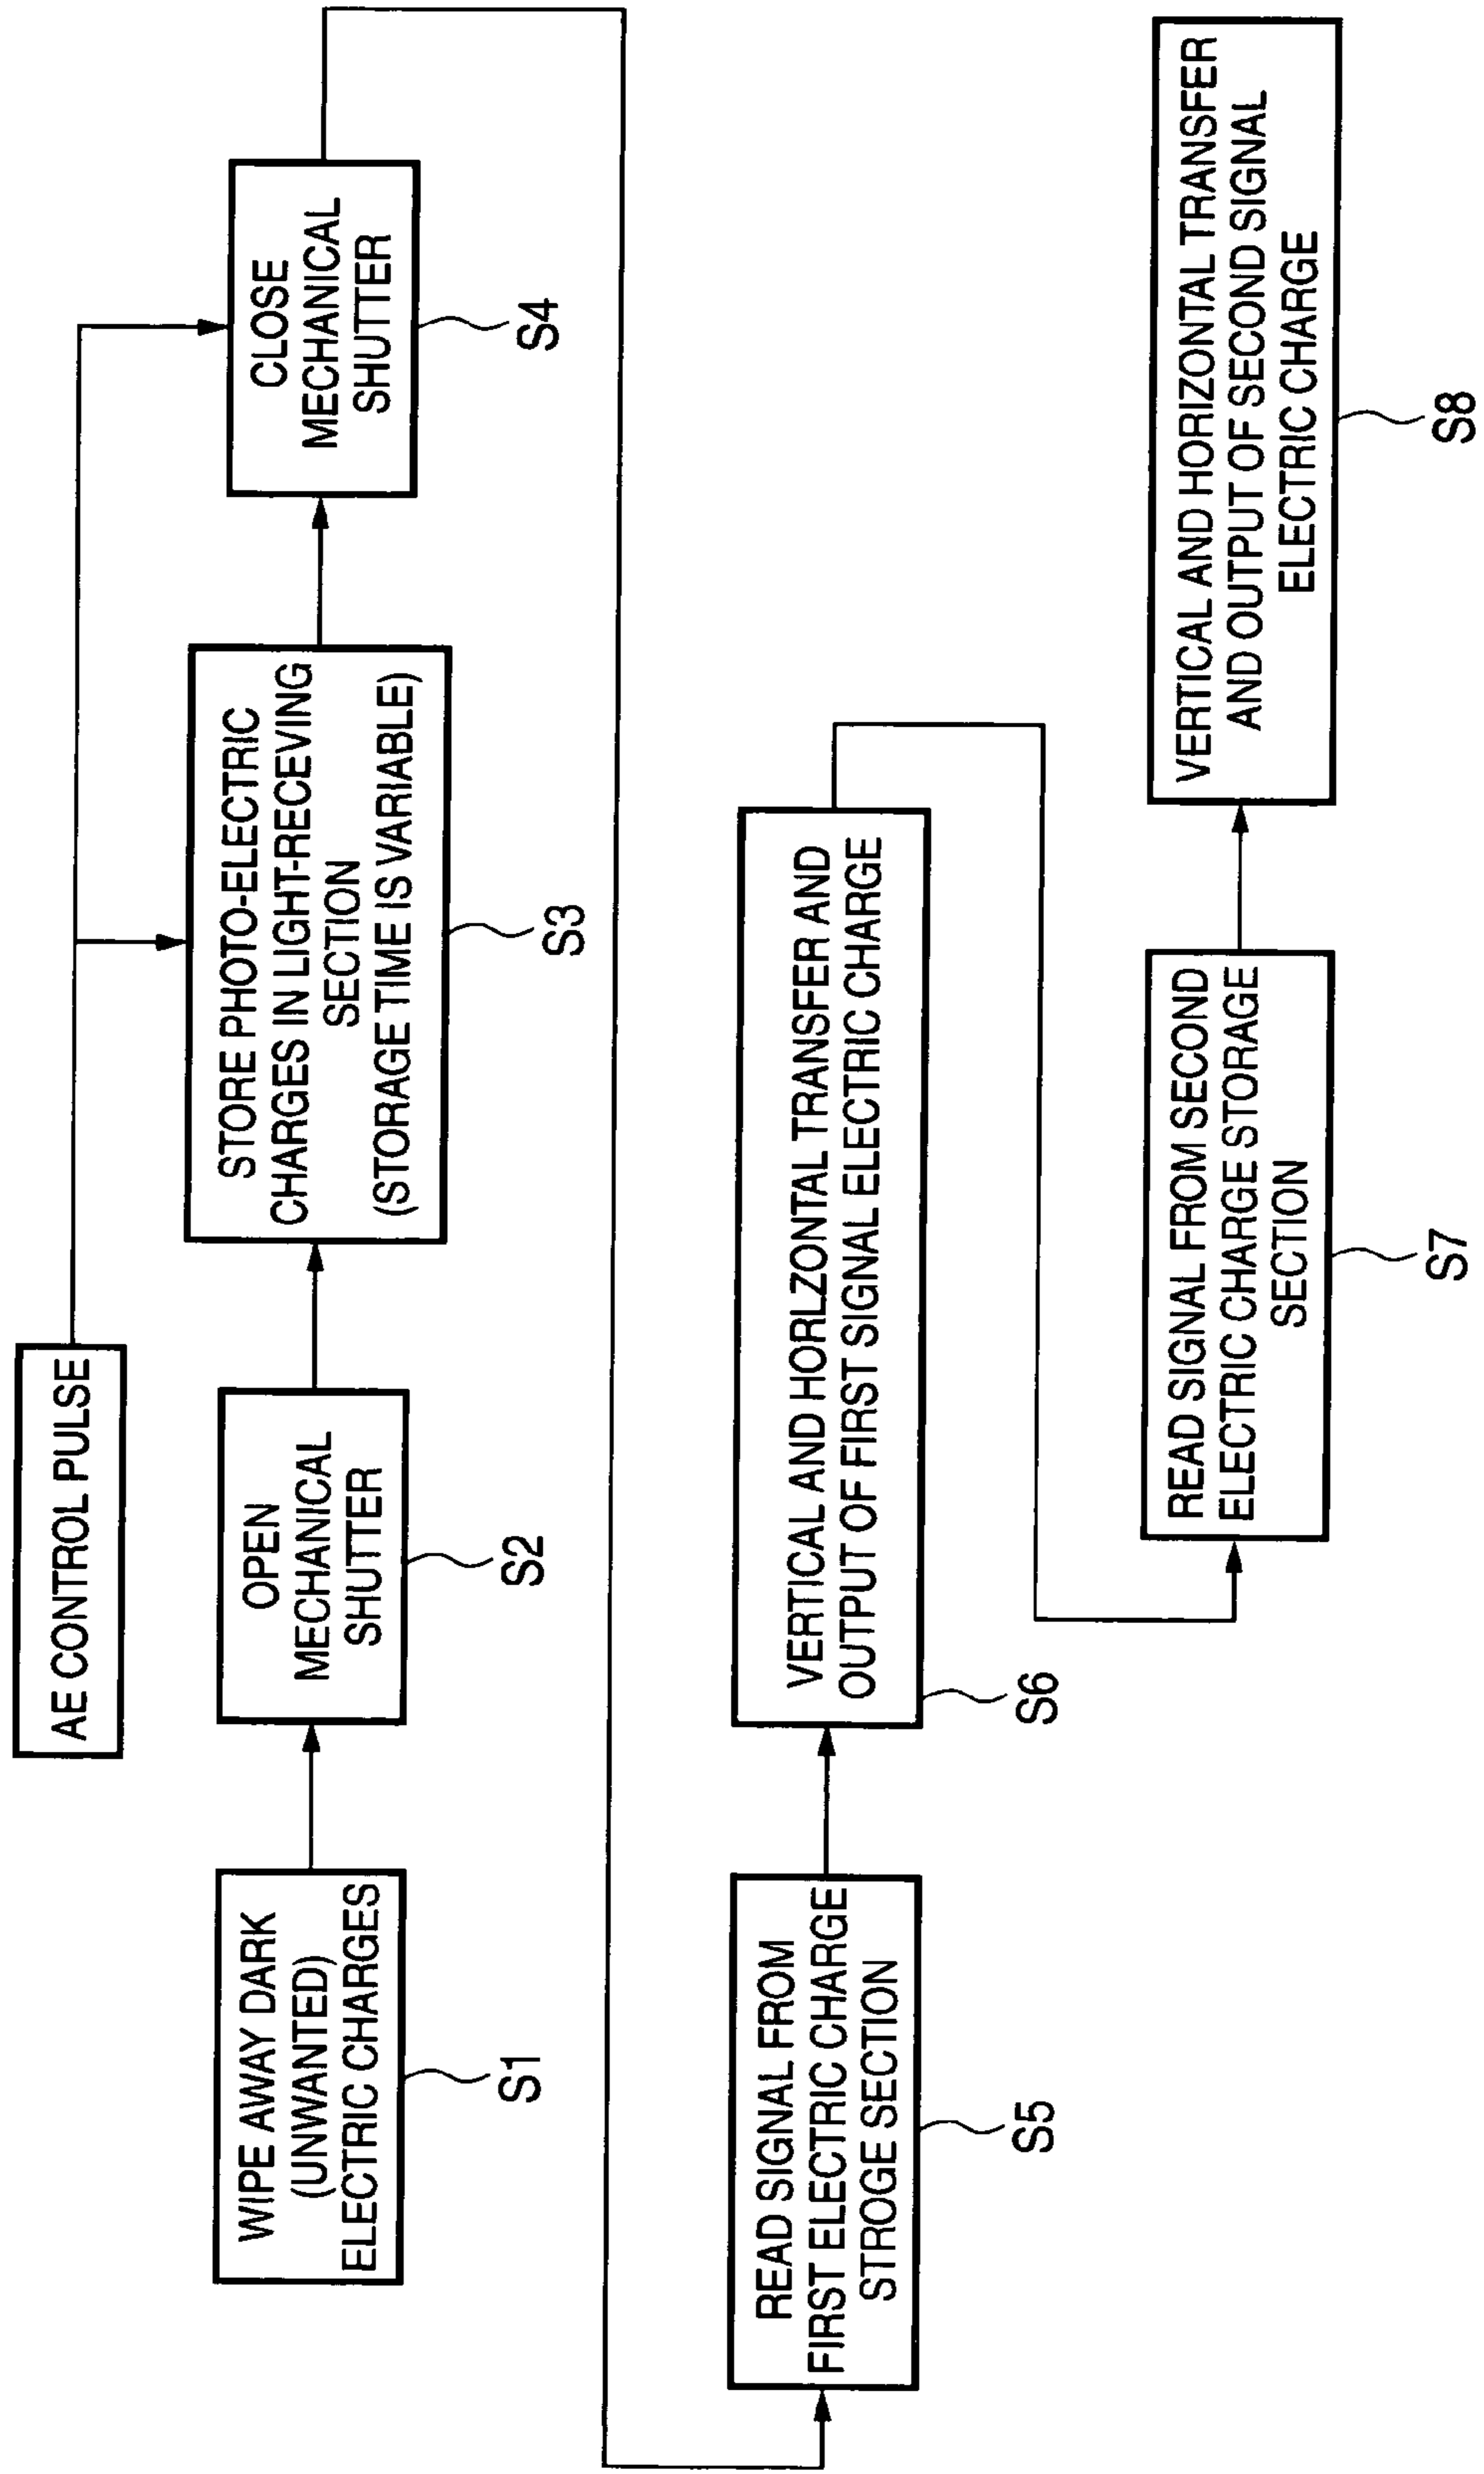 AE CONTROL PULSE
WIPE AWAY DARK
(UNWANTED)
ELECTRIC CHARGES
S1
OPEN
MECHANICAL
SHUTTER
S2
STORE PHOTO-ELECTRIC
CHARGES IN LIGHT-RECEVING
SECTION
(STORAGE TIME IS VARIABLE)
S3
CLOSE
MECHANICAL
SHUTTER
S4
READ SIGNAL FROM
FIRST ELECTRIC CHARGE
STROGE SECTION
S5
VERTICAL AND HORLZONTAL TRANSFER AND
OUTPUT OF FIRST SIGNAL ELECTRIC CHARGE
S6
READ SIGNAL FROM SECOND
ELECTRIC CHARGE STORAGE
SECTION
S7
VERTICAL AND HORIZONTAL TRANSFER
AND OUTPUT OF SECOND SIGNAL
ELECTRIC CHARGE
S8